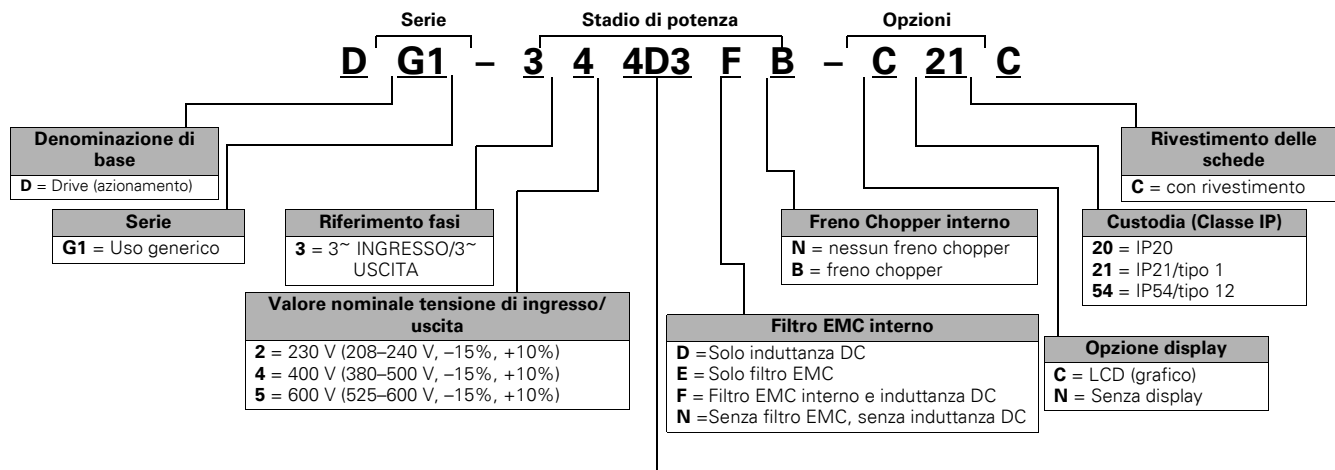 Serie Stadio di potenza Opzioni
D G1 – 3 4 4D3 F B – C 21 C
Denominazione di
base
D = Drive (azionamento)
Serie
G1 = Uso generico
Riferimento fasi
3 = 3~ INGRESSO/3~
USCITA
Valore nominale tensione di ingresso/
uscita
2 = 230 V (208–240 V, –15%, +10%)
4 = 400 V (380–500 V, –15%, +10%)
5 = 600 V (525–600 V, –15%, +10%)
Freno Chopper interno
N = nessun freno chopper
B = freno chopper
Filtro EMC interno
D =Solo induttanza DC
E =Solo filtro EMC
F = Filtro EMC interno e induttanza DC
N =Senza filtro EMC, senza induttanza DC
Rivestimento delle
schede
C = con rivestimento
Custodia (Classe IP)
20 = IP20
21 = IP21/tipo 1
54 = IP54/tipo 12
Opzione display
C = LCD (grafico)
N = Senza display